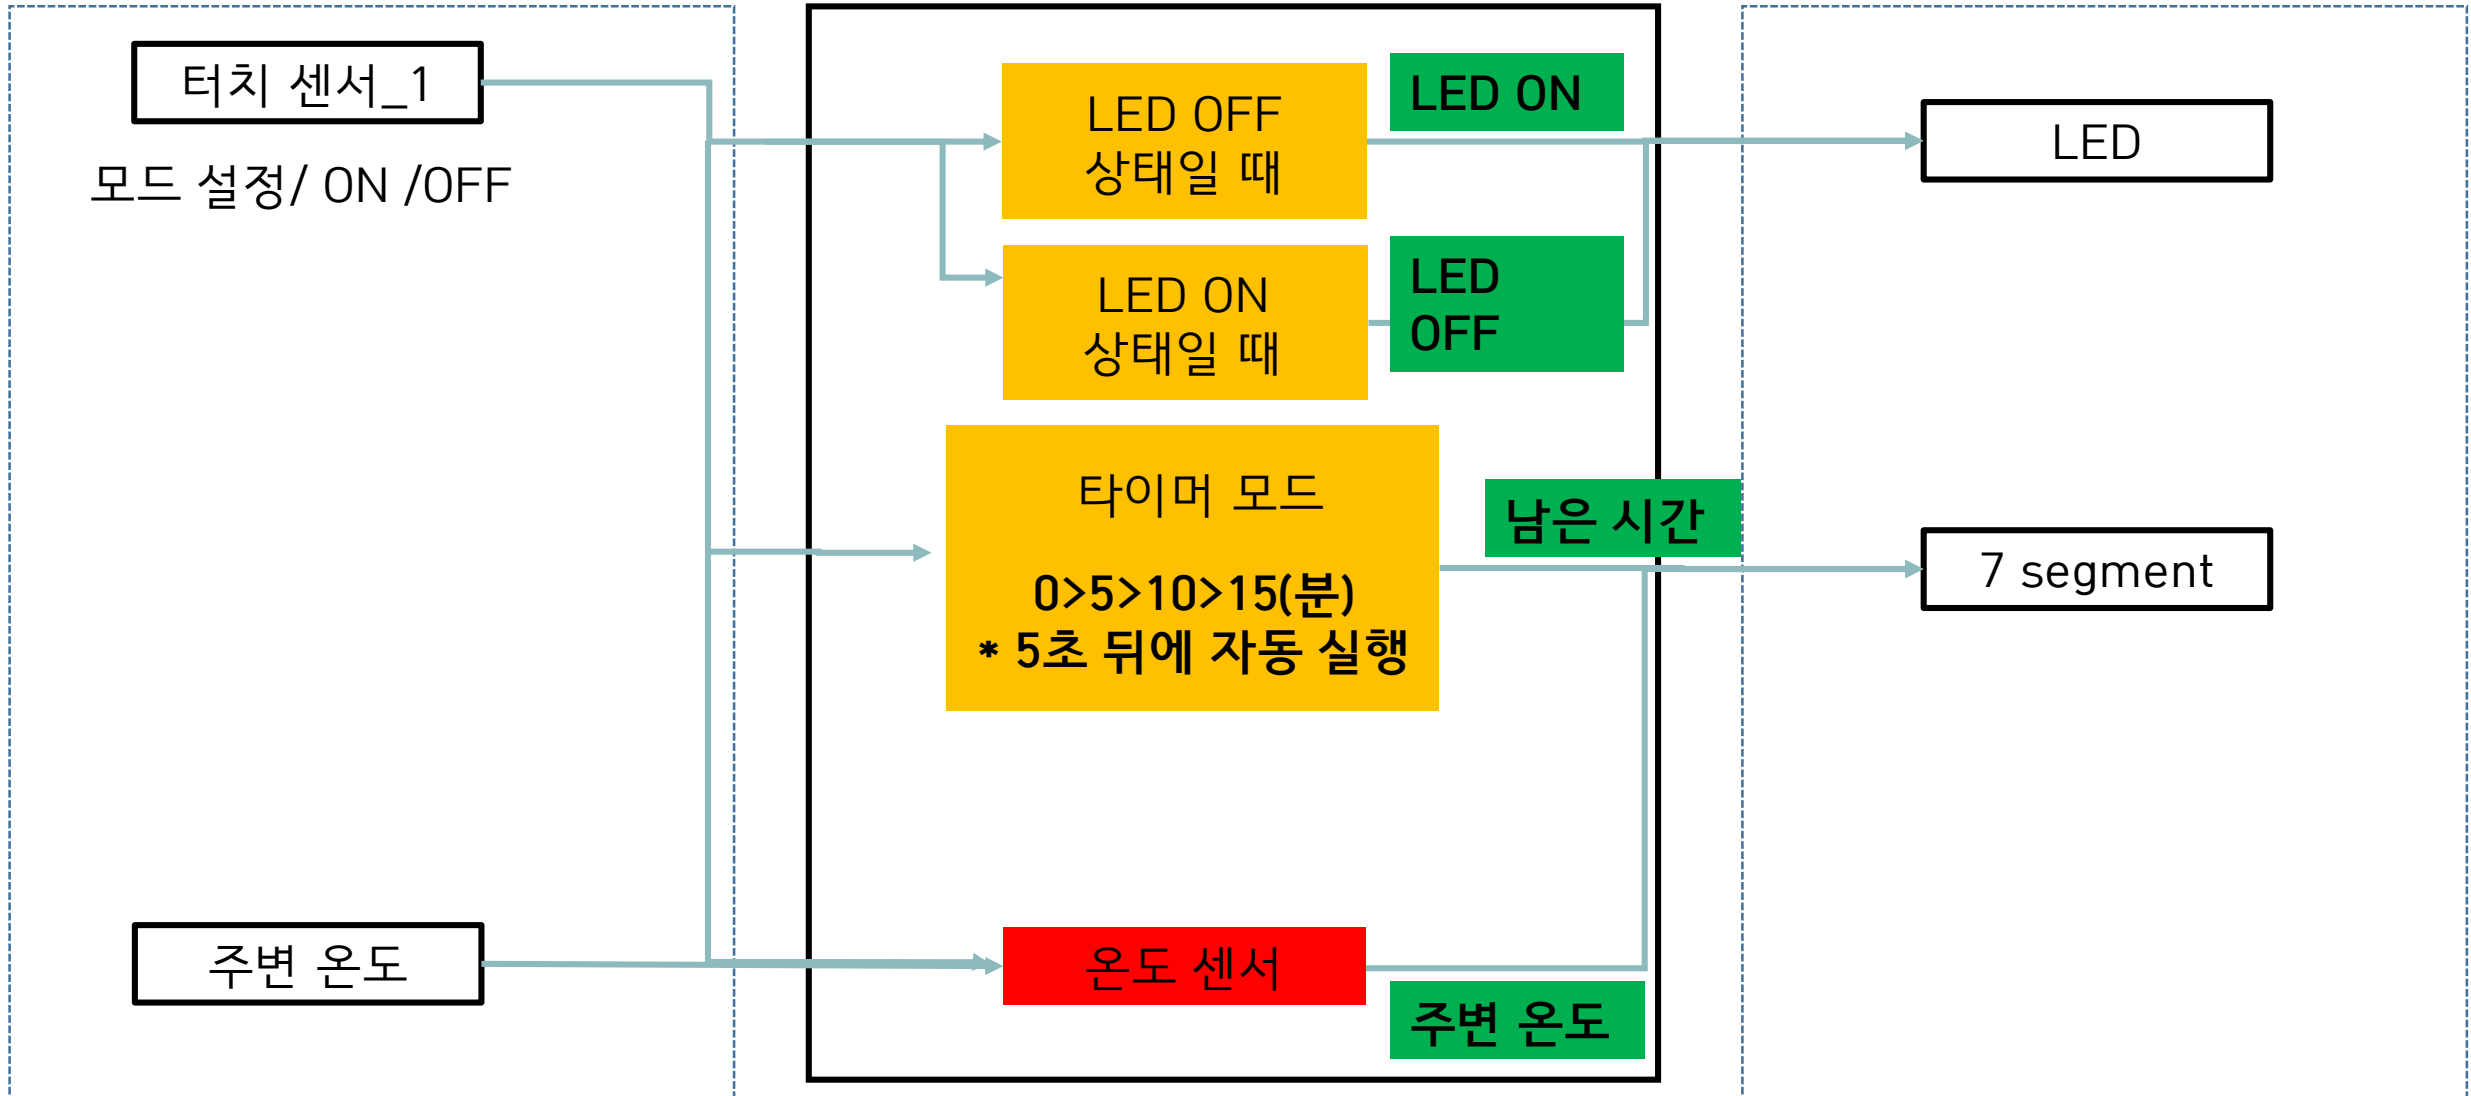 터치 센서_1
모드 설정/ ON /OFF
주변 온도
LED OFF
상태일 때
LED ON
LED ON
상태일 때
LED
OFF
타이머 모드
0>5>10>15(분)
* 5초 뒤에 자동 실행
남은 시간
온도 센서
주변 온도
LED
7 segment